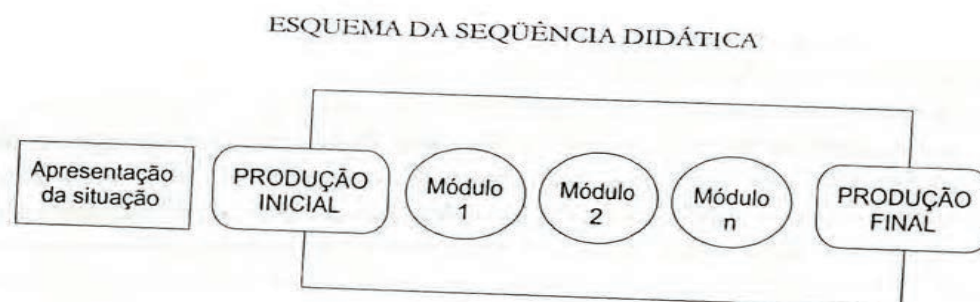 ESQUEMA DA SEQÜÊNCIA DIDÁTICA
Apresentação
da situação
PRODUÇÃO
INICIAL
Módulo
1
Módulo
2
Módulo
n
PRODUÇÃO
FINAL